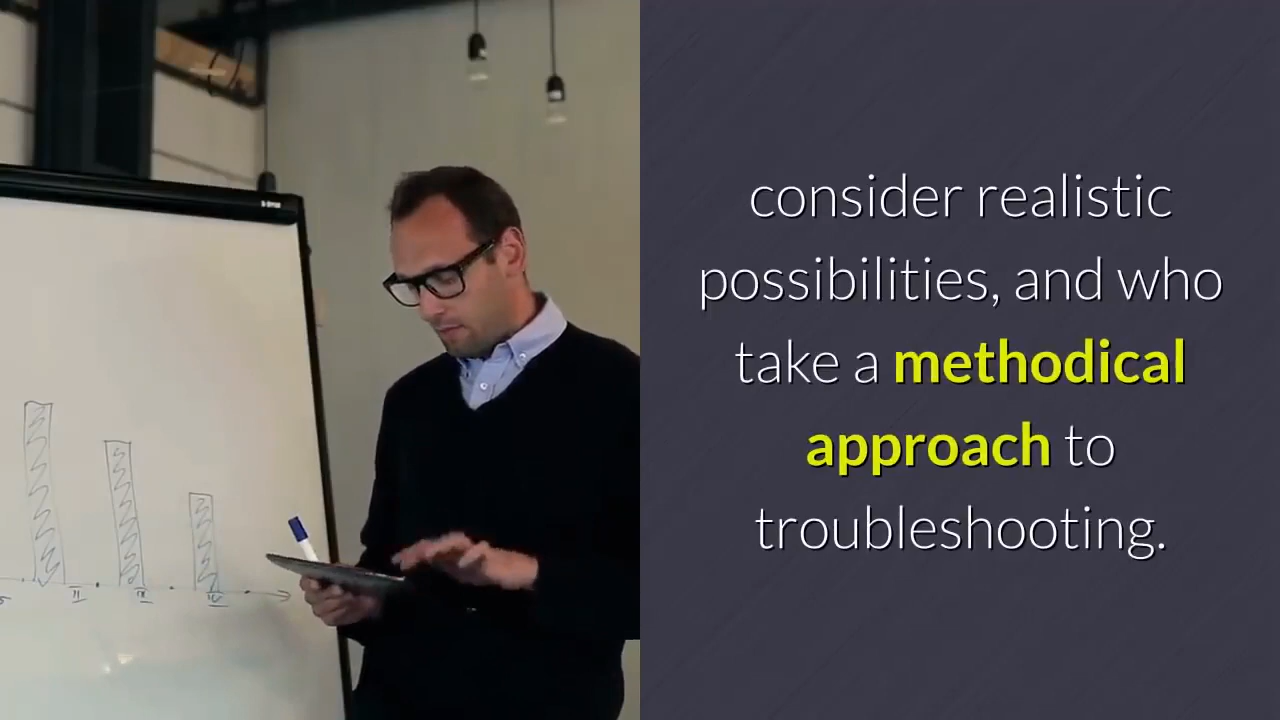 consider realistic
possibilities, and who
take a methodical
approach to
troubleshooting.